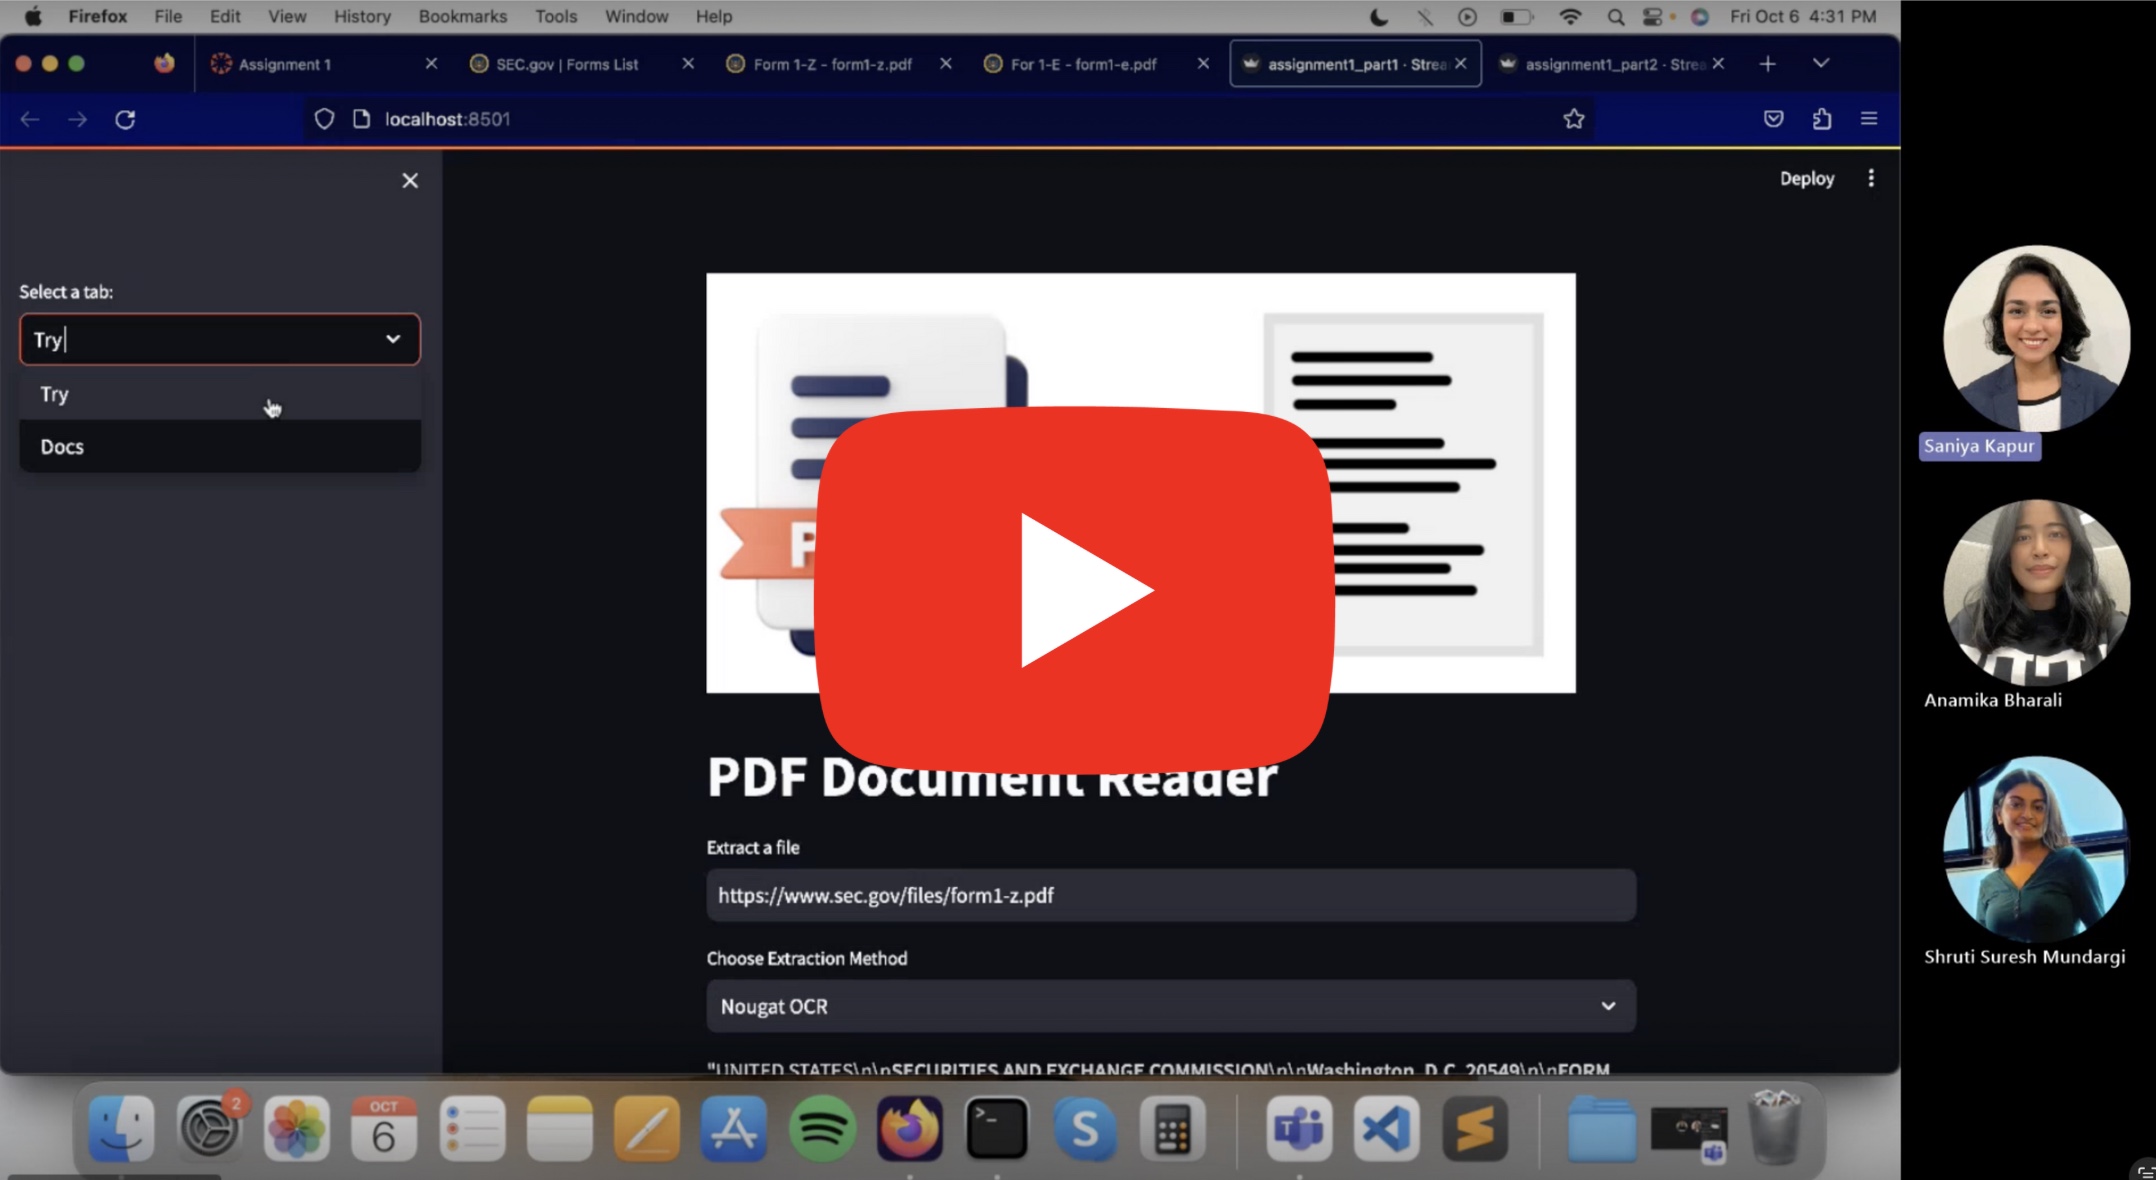 Firefox File Edit View History Bookmarks Tools Window Help Fri Oct 6 4:31 PM
Assignment 1 SEC.gov | Forms List Form 1-Z - form1-z.pdf For 1-E - form1-e.pdf assignment1_part1 · Strea assignment1_part2 · Strea
localhost:8501
Deploy
Select a tab:
Try
Try
Docs
P
PDF Document Reader
Extract a file
https://www.sec.gov/files/form1-z.pdf
Choose Extraction Method
Nougat OCR
"UNITED STATES\n\nSECURITIES AND EXCHANGE COMMISSION\n\nWashington, D.C. 20549\n\nFORM
Saniya Kapur
Anamika Bharali
Shruti Suresh Mundargi
2
OCT
6
>_
S
T